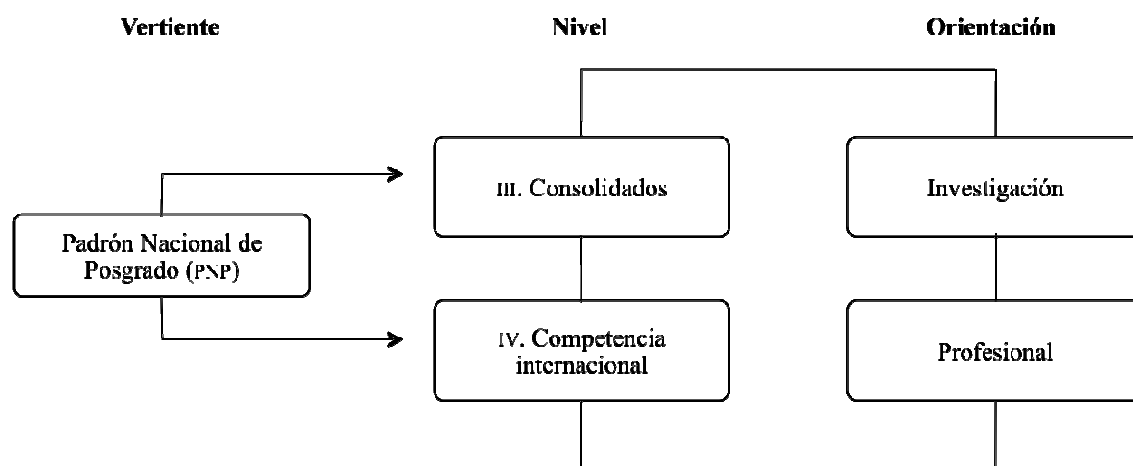 Vertiente
Nivel
Orientación
III. Consolidados
Investigación
Padrón Nacional de
Posgrado (PNP)
IV. Competencia
internacional
Profesional